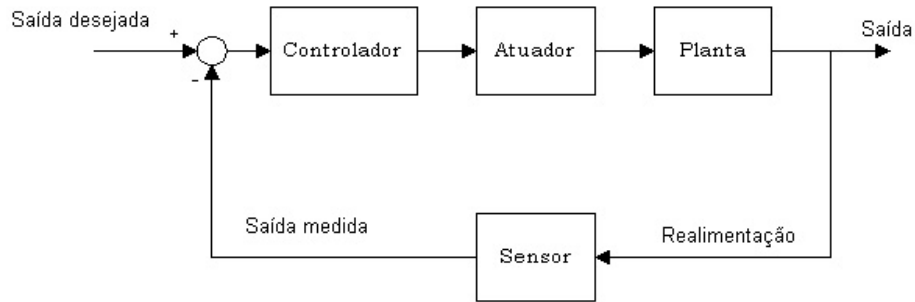 Saída desejada
+
-
Controlador
Atuador
Planta
Saída
Saída medida
Sensor
Realimentação